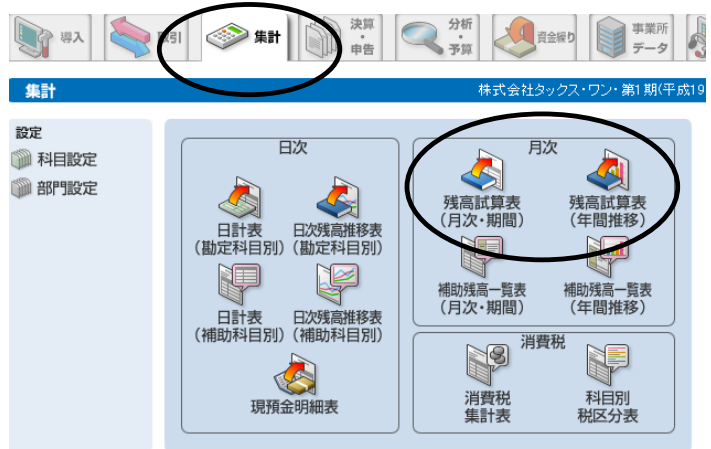 導入
取引
集計
決算
・
申告
分析
・
予算
資金繰り
事業所
データ
集計
株式会社タックス・ワン・第1期(平成19
設定
科目設定
部門設定
日次
日計表
(勘定科目別)
日次残高推移表
(勘定科目別)
日計表
(補助科目別)
日次残高推移表
(補助科目別)
現預金明細表
月次
残高試算表
(月次・期間)
残高試算表
(年間推移)
補助残高一覧表
(月次・期間)
補助残高一覧表
(年間推移)
消費税
消費税
集計表
科目別
税区分表